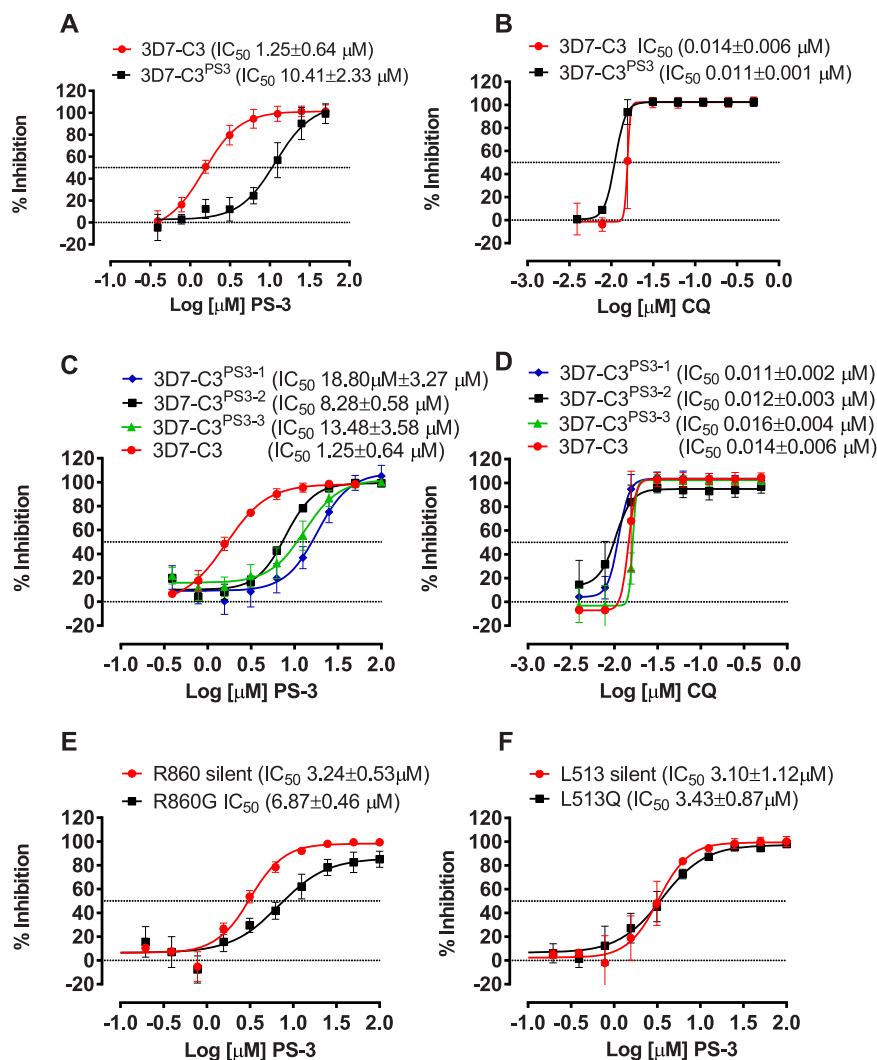 A
3D7-C3 (IC50 1.25±0.64 μM)
3D7-C3PS3 (IC50 10.41±2.33 μM)
120
100
80
60
40
20
0
20
% Inhibition
-1.0 -0.5 0.0 0.5 1.0 1.5 2.0
Log [μM] PS-3
B
3D7-C3 IC50 (0.014±0.006 μM)
3D7-C3PS3 (IC50 0.011±0.001 μM)
120
100
80
60
40
20
0
20
% Inhibition
-3.0 -2.5 -2.0 -1.5 -1.0 -0.5 0.0
Log [μM] CQ
C
3D7-C3PS3-1 (IC50 18.80μM±3.27 μM)
3D7-C3PS3-2 (IC50 8.28±0.58 μM)
3D7-C3PS3-3 (IC50 13.48±3.58 μM)
3D7-C3 (IC50 1.25±0.64 μM)
120
100
80
60
40
20
0
20
% Inhibition
-1.0 -0.5 0.0 0.5 1.0 1.5 2.0
Log [μM] PS-3
D
3D7-C3PS3-1 (IC50 0.011±0.002 μM)
3D7-C3PS3-2 (IC50 0.012±0.003 μM)
3D7-C3PS3-3 (IC50 0.016±0.004 μM)
3D7-C3 (IC50 0.014±0.006 μM)
120
100
80
60
40
20
0
20
% Inhibition
-3.0 -2.5 -2.0 -1.5 -1.0 -0.5 0.0
Log [μM] CQ
E
R860 silent (IC50 3.24±0.53μM)
R860G IC50 (6.87±0.46 μM)
120
100
80
60
40
20
0
20
% Inhibition
-1.0 -0.5 0.0 0.5 1.0 1.5 2.0
Log [μM] PS-3
F
L513 silent (IC50 3.10±1.12μM)
L513Q (IC50 3.43±0.87μM)
120
100
80
60
40
20
0
20
% Inhibition
-1.0 -0.5 0.0 0.5 1.0 1.5 2.0
Log [μM] PS-3